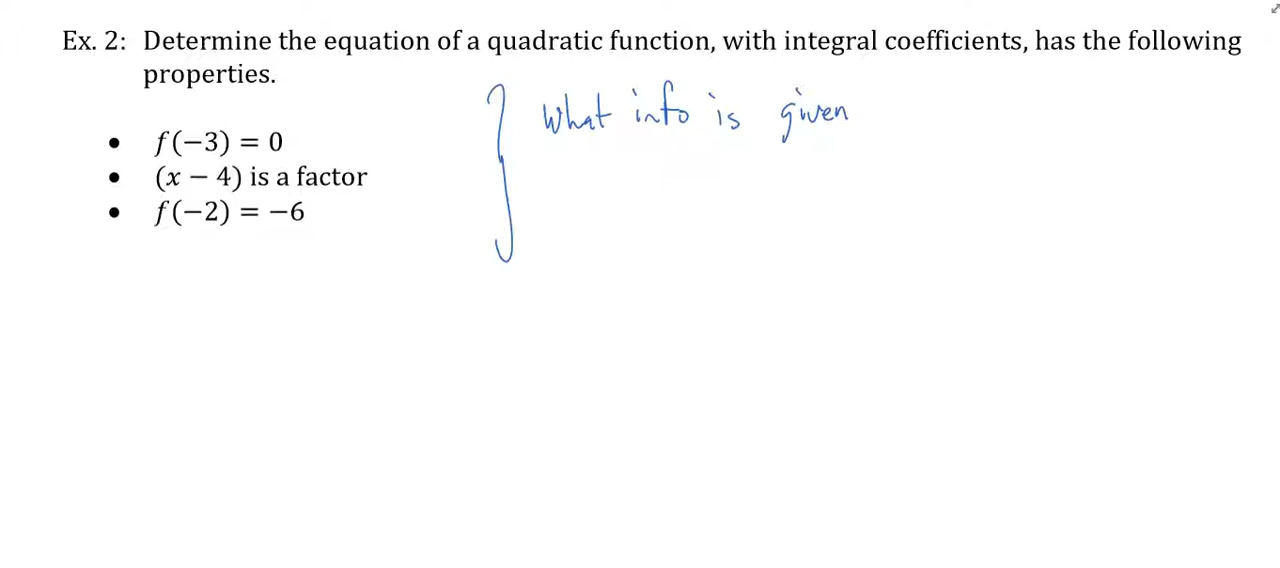 Ex. 2: Determine the equation of a quadratic function, with integral coefficients, has the following
properties.
What info is given
• f(−3) = 0
• (x − 4) is a factor
• f(−2) = −6